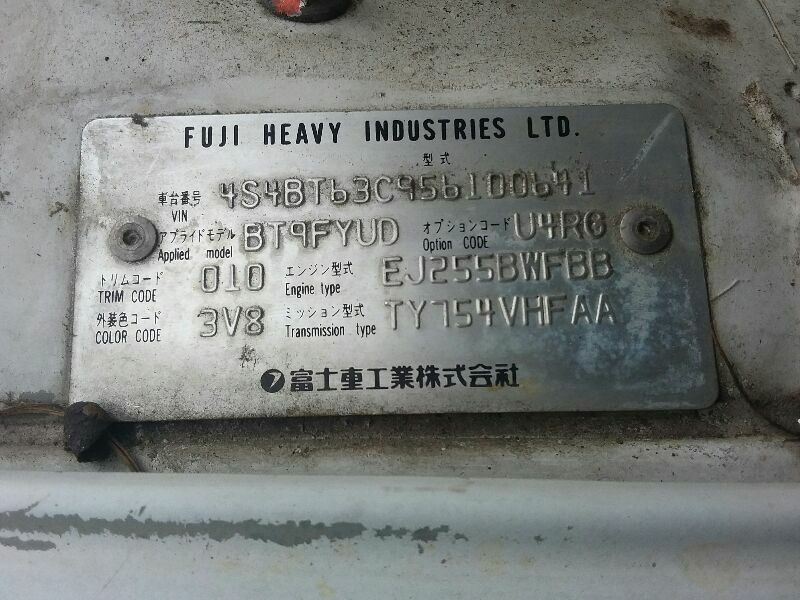 FUJI HEAVY INDUSTRIES LTD.
型式
車台番号 VIN 4S4BT63C956100641
アプライドモデル Applied model BT9FYUD オプションコード Option CODE U4RG
トリムコード TRIM CODE 010 エンジン型式 Engine type EJ255BWFBB
外装色コード COLOR CODE 3V8 ミッション型式 Transmission type TY754VHFAA
富士重工業株式会社